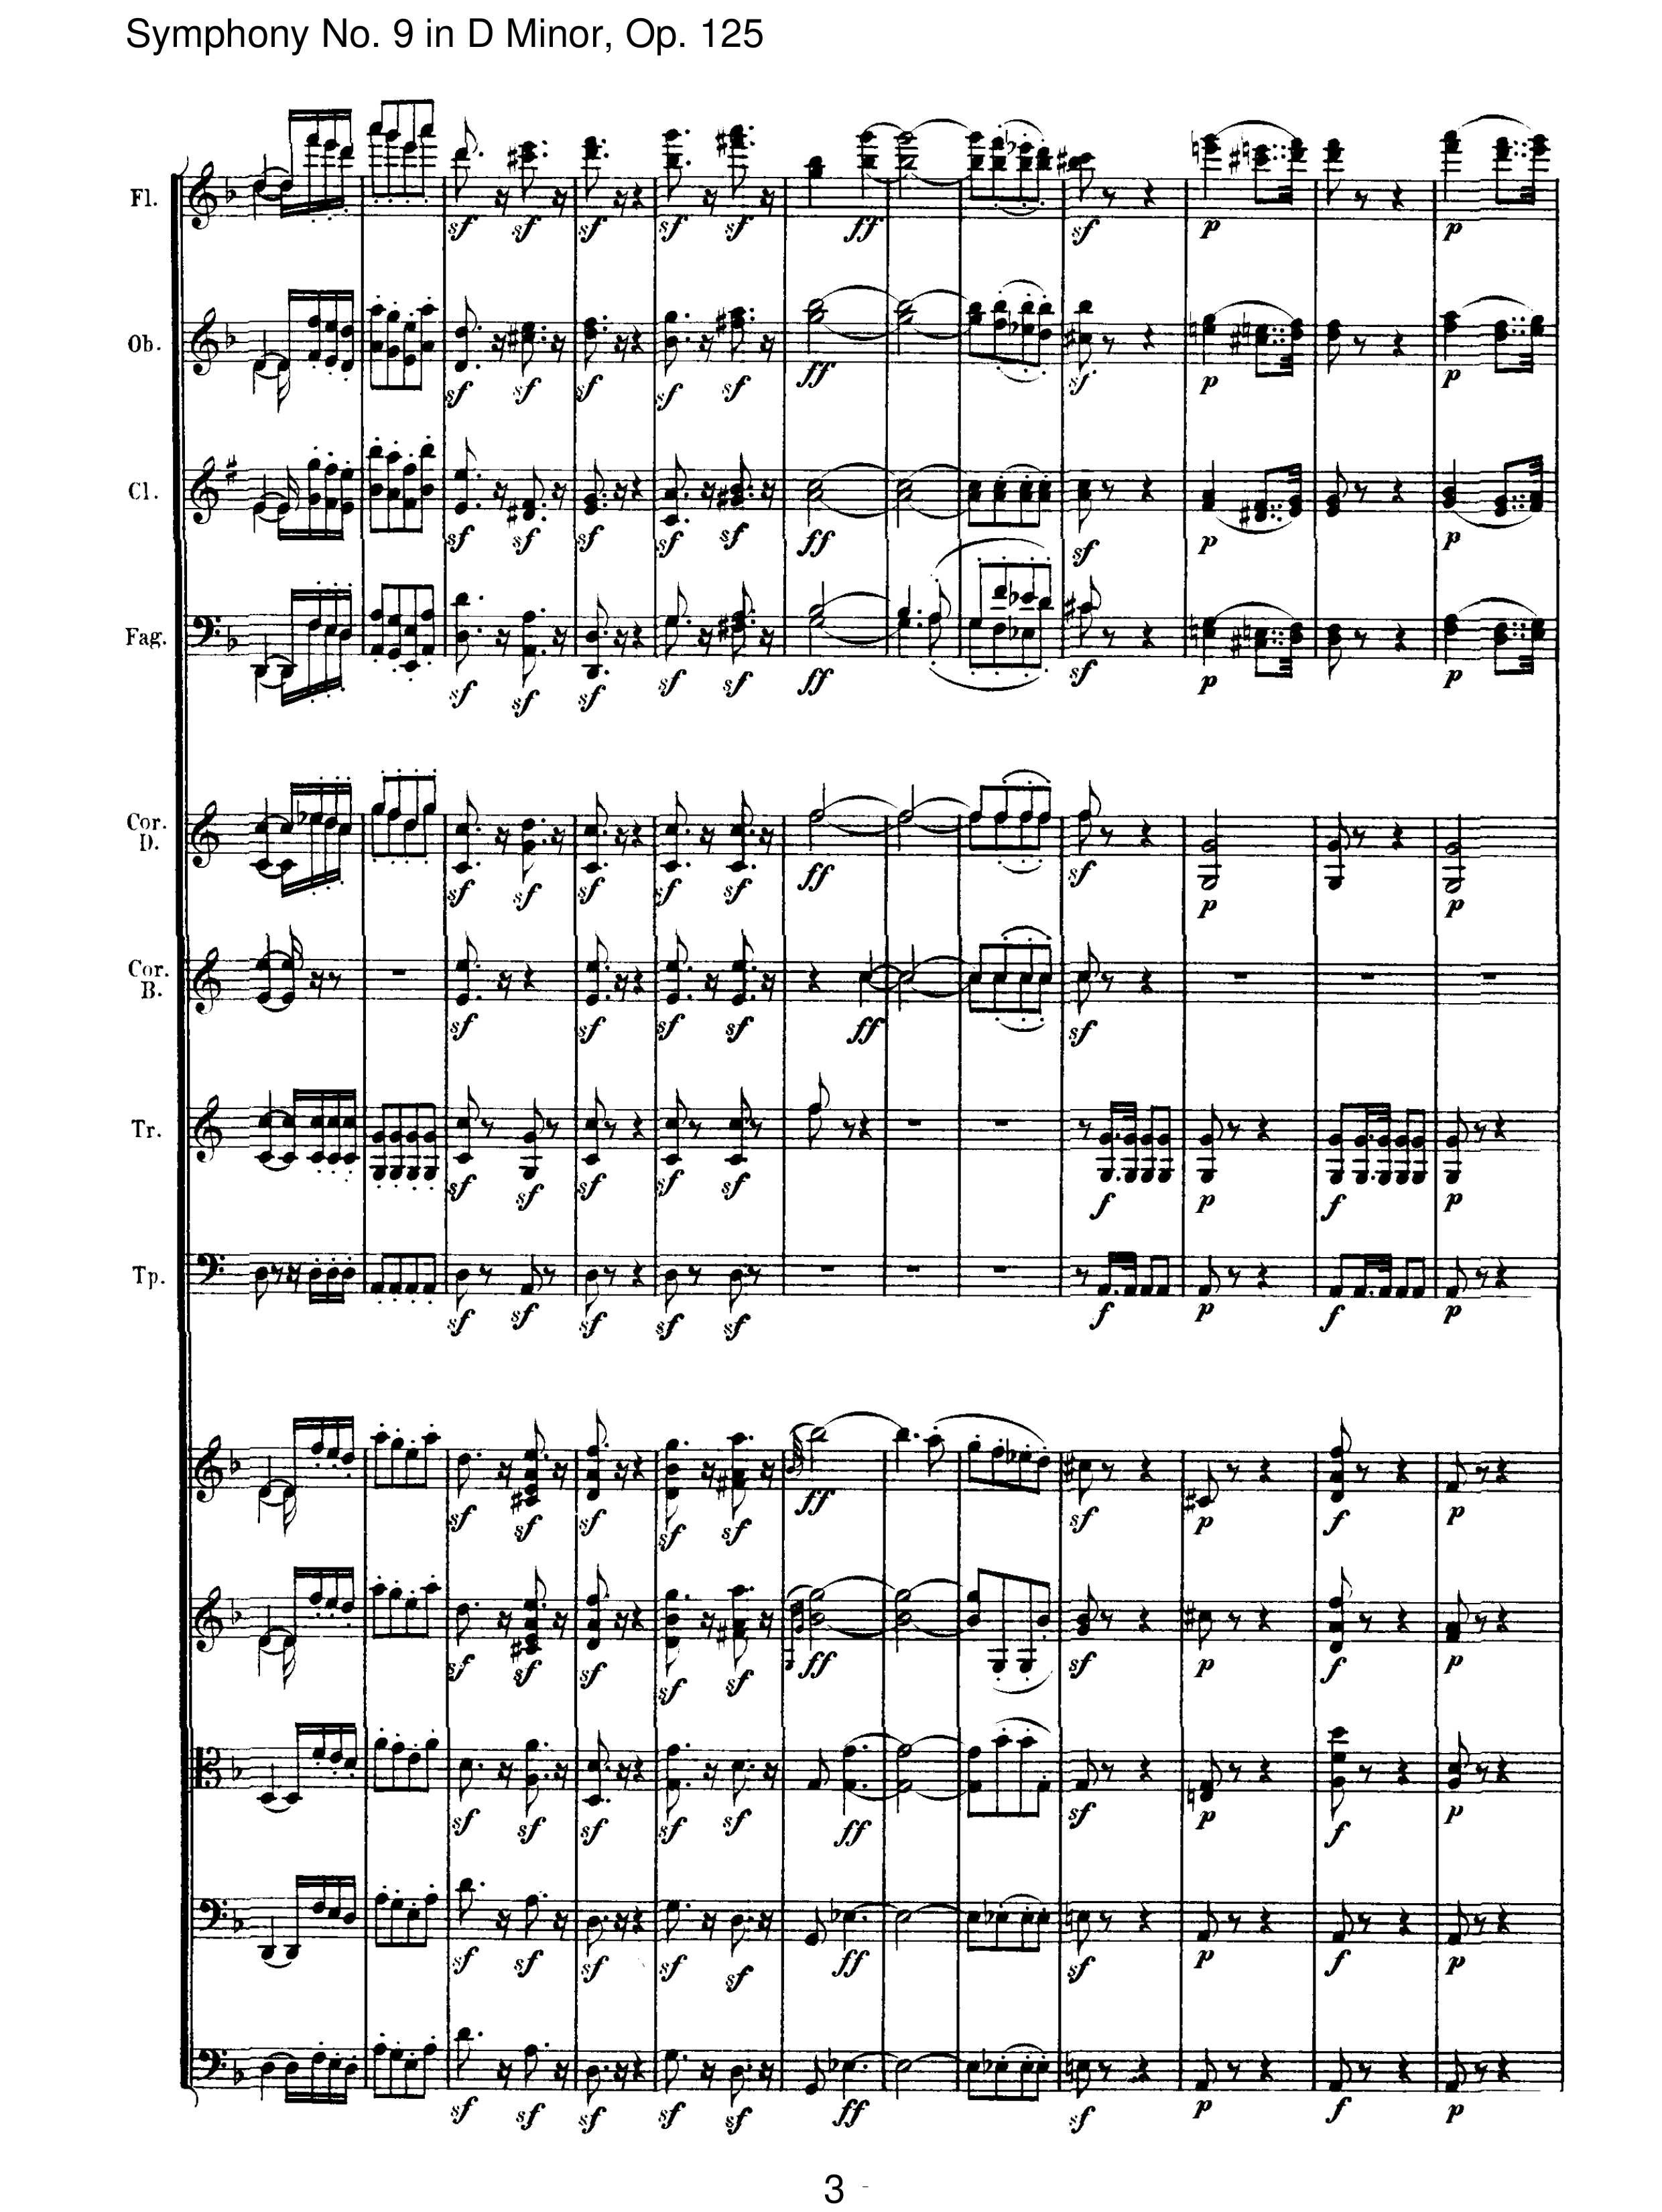 Symphony No. 9 in D Minor, Op. 125
Fl.
sf sf sf sf sf ff sf p p
Ob.
sf sf sf sf sf ff sf p p
Cl.
sf sf sf sf sf ff sf p p
Fag.
sf sf sf sf sf ff sf p p
Cor. D.
sf sf sf sf sf ff sf p p
Cor. B.
sf sf sf sf ff sf
Tr.
sf sf sf sf sf f p f p
Tp.
sf sf sf sf sf f p f p
sf sf sf sf sf ff sf p f p
sf sf sf sf sf ff sf p f p
sf sf sf sf sf ff sf p f p
sf sf sf sf sf ff sf p f p
sf sf sf sf sf ff sf p f p
3